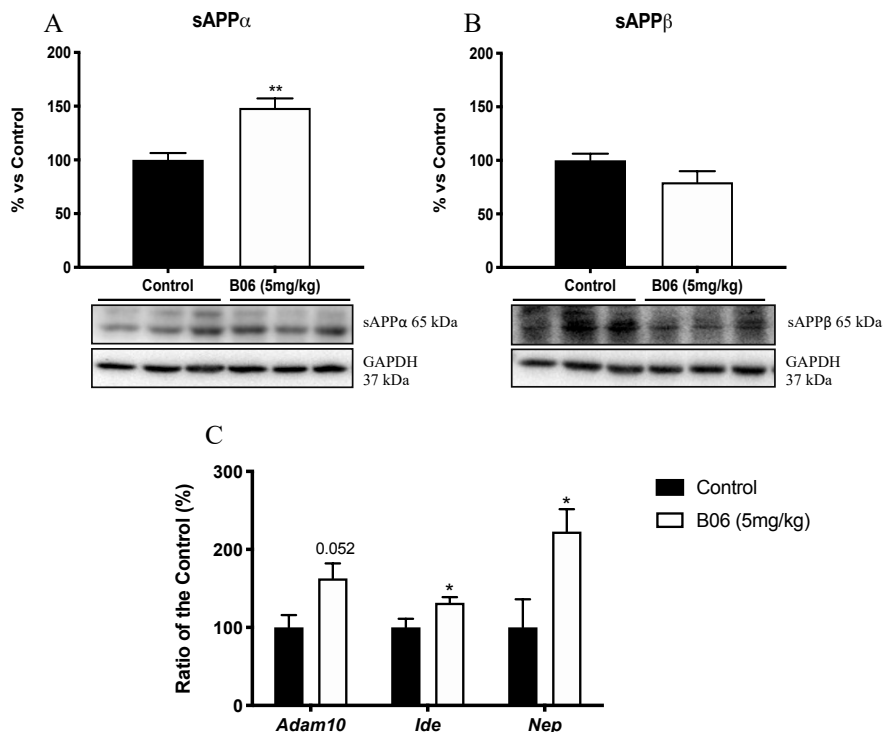 A
sAPPα
% vs Control
200
150
100
50
0
**
Control
B06 (5mg/kg)
sAPPα 65 kDa
GAPDH
37 kDa
B
sAPPβ
% vs Control
200
150
100
50
0
Control
B06 (5mg/kg)
sAPPβ 65 kDa
GAPDH
37 kDa
C
Ratio of the Control (%)
300
200
100
0
0.052
*
*
Adam10
Ide
Nep
Control
B06 (5mg/kg)